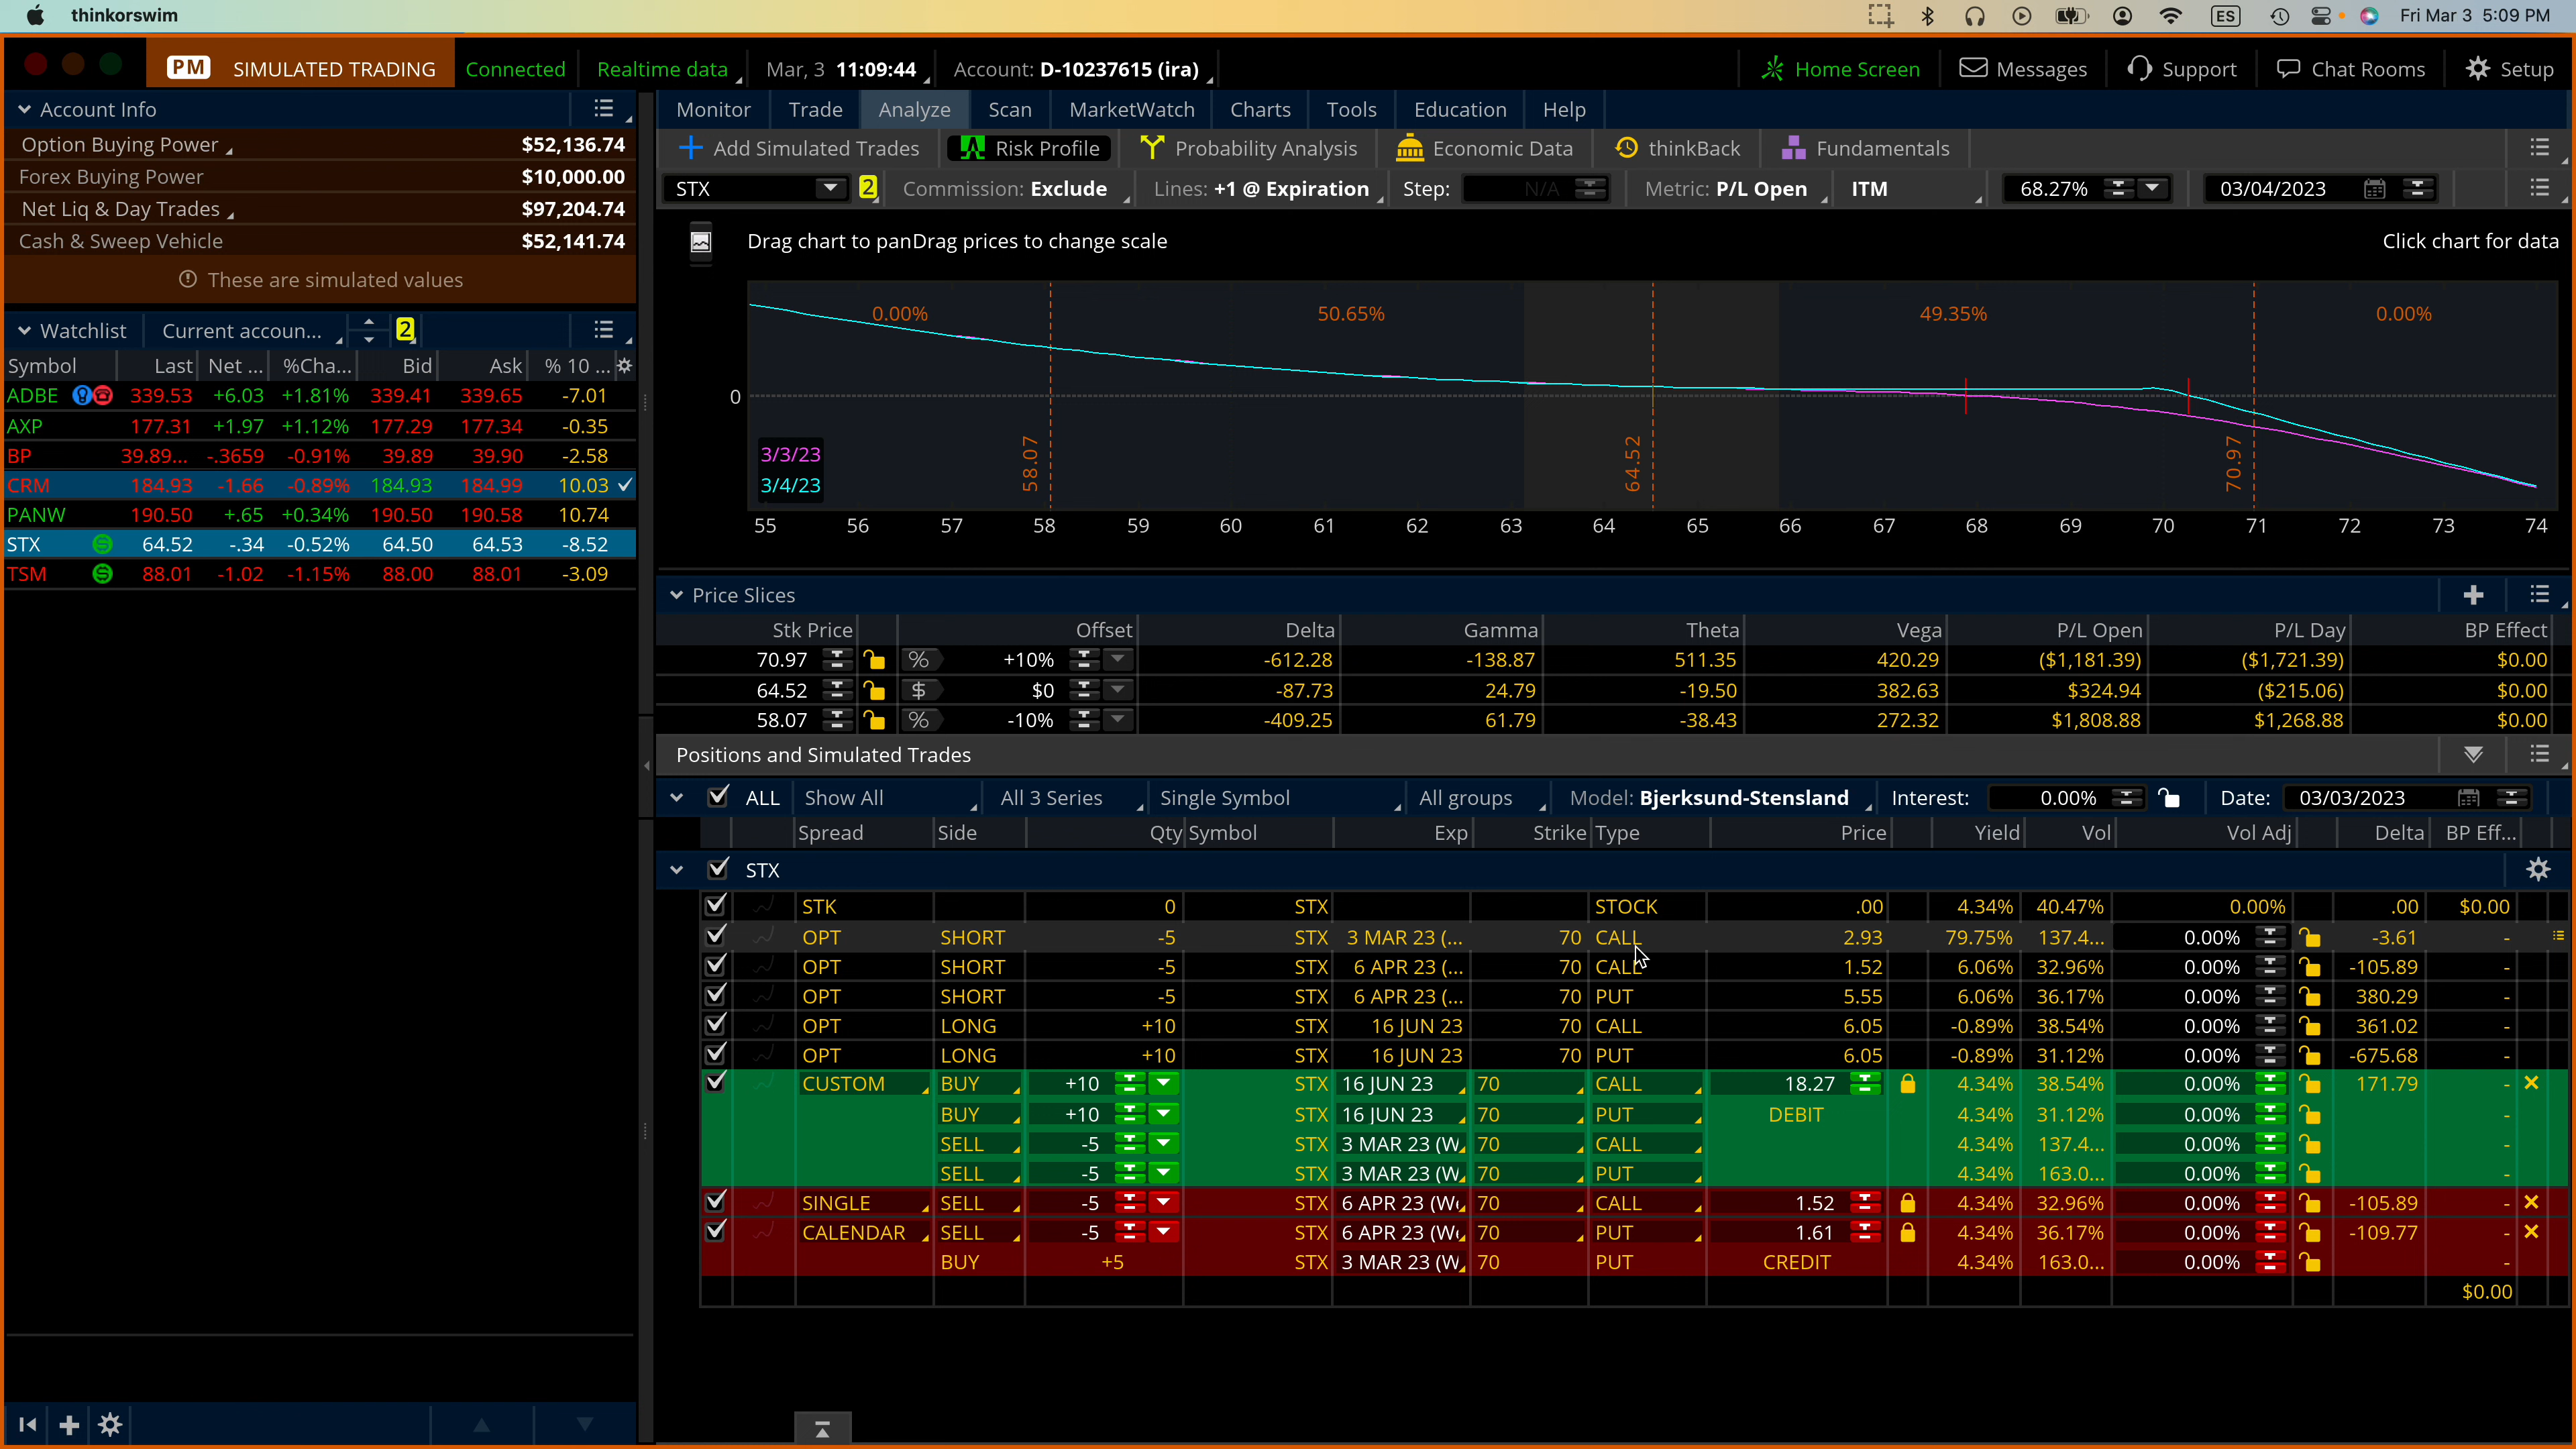 thinkorswim
ES
Fri Mar 3 5:09 PM
PM SIMULATED TRADING Connected Realtime data Mar, 3 11:09:44 Account: D-10237615 (ira) Home Screen Messages Support Chat Rooms Setup
Account Info
Option Buying Power $52,136.74
Forex Buying Power $10,000.00
Net Liq & Day Trades $97,204.74
Cash & Sweep Vehicle $52,141.74
These are simulated values
Watchlist Current accoun... 2
Symbol Last Net ... %Cha... Bid Ask % 10 ...
ADBE 339.53 +6.03 +1.81% 339.41 339.65 -7.01
AXP 177.31 +1.97 +1.12% 177.29 177.34 -0.35
BP 39.89... -.3659 -0.91% 39.89 39.90 -2.58
CRM 184.93 -1.66 -0.89% 184.93 184.99 10.03
PANW 190.50 +.65 +0.34% 190.50 190.58 10.74
STX 64.52 -.34 -0.52% 64.50 64.53 -8.52
TSM 88.01 -1.02 -1.15% 88.00 88.01 -3.09
Monitor Trade Analyze Scan MarketWatch Charts Tools Education Help
Add Simulated Trades Risk Profile Probability Analysis Economic Data thinkBack Fundamentals
STX 2 Commission: Exclude Lines: +1 @ Expiration Step: N/A Metric: P/L Open ITM 68.27% 03/04/2023
Drag chart to panDrag prices to change scale Click chart for data
0.00% 50.65% 49.35% 0.00%
0
58.07 64.52 70.97
3/3/23
3/4/23
55 56 57 58 59 60 61 62 63 64 65 66 67 68 69 70 71 72 73 74
Price Slices
Stk Price Offset Delta Gamma Theta Vega P/L Open P/L Day BP Effect
70.97 % +10% -612.28 -138.87 511.35 420.29 ($1,181.39) ($1,721.39) $0.00
64.52 $ $0 -87.73 24.79 -19.50 382.63 $324.94 ($215.06) $0.00
58.07 % -10% -409.25 61.79 -38.43 272.32 $1,808.88 $1,268.88 $0.00
Positions and Simulated Trades
ALL Show All All 3 Series Single Symbol All groups Model: Bjerksund-Stensland Interest: 0.00% Date: 03/03/2023
Spread Side Qty Symbol Exp Strike Type Price Yield Vol Vol Adj Delta BP Eff...
STX
STK 0 STX STOCK .00 4.34% 40.47% 0.00% .00 $0.00
OPT SHORT -5 STX 3 MAR 23 (... 70 CALL 2.93 79.75% 137.4... 0.00% -3.61 -
OPT SHORT -5 STX 6 APR 23 (... 70 CALL 1.52 6.06% 32.96% 0.00% -105.89 -
OPT SHORT -5 STX 6 APR 23 (... 70 PUT 5.55 6.06% 36.17% 0.00% 380.29 -
OPT LONG +10 STX 16 JUN 23 70 CALL 6.05 -0.89% 38.54% 0.00% 361.02 -
OPT LONG +10 STX 16 JUN 23 70 PUT 6.05 -0.89% 31.12% 0.00% -675.68 -
CUSTOM BUY +10 STX 16 JUN 23 70 CALL 18.27 4.34% 38.54% 0.00% 171.79 -
BUY +10 STX 16 JUN 23 70 PUT DEBIT 4.34% 31.12% 0.00% -
SELL -5 STX 3 MAR 23 (W 70 CALL 4.34% 137.4... 0.00% -
SELL -5 STX 3 MAR 23 (W 70 PUT 4.34% 163.0... 0.00% -
SINGLE SELL -5 STX 6 APR 23 (W 70 CALL 1.52 4.34% 32.96% 0.00% -105.89 -
CALENDAR SELL -5 STX 6 APR 23 (W 70 PUT 1.61 4.34% 36.17% 0.00% -109.77 -
BUY +5 STX 3 MAR 23 (W 70 PUT CREDIT 4.34% 163.0... 0.00% -
$0.00